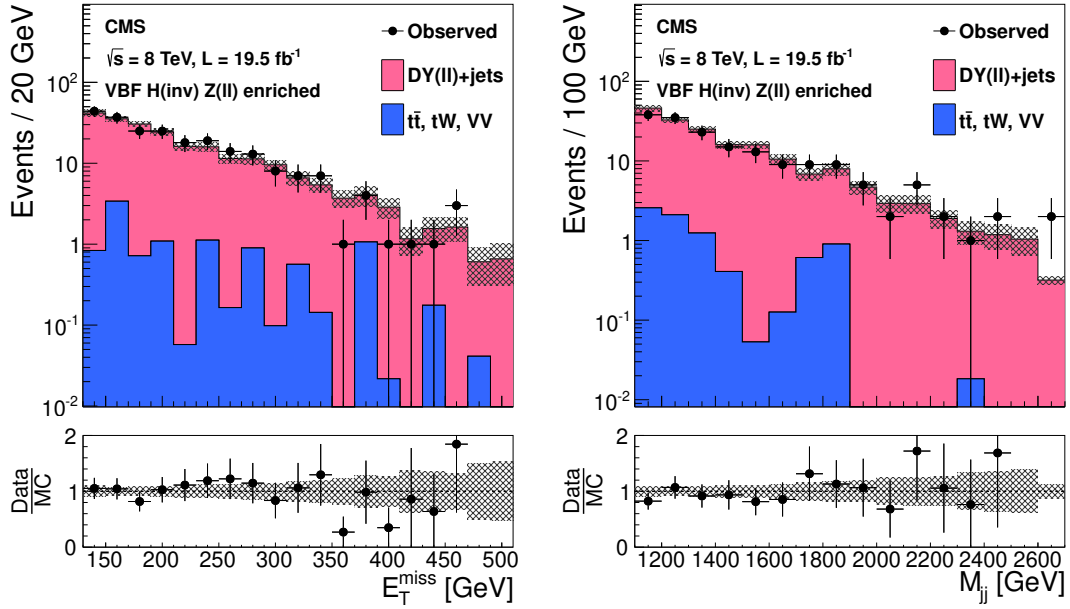 CMS
√s = 8 TeV, L = 19.5 fb⁻¹
VBF H(inv) Z(ll) enriched
Observed
DY(ll)+jets
tt̄, tW, VV
Events / 20 GeV
10²
10
1
10⁻¹
10⁻²
Data
MC
2
1
0
150 200 250 300 350 400 450 500
E_T^miss [GeV]
CMS
√s = 8 TeV, L = 19.5 fb⁻¹
VBF H(inv) Z(ll) enriched
Observed
DY(ll)+jets
tt̄, tW, VV
Events / 100 GeV
10²
10
1
10⁻¹
10⁻²
Data
MC
2
1
0
1200 1400 1600 1800 2000 2200 2400 2600
M_jj [GeV]